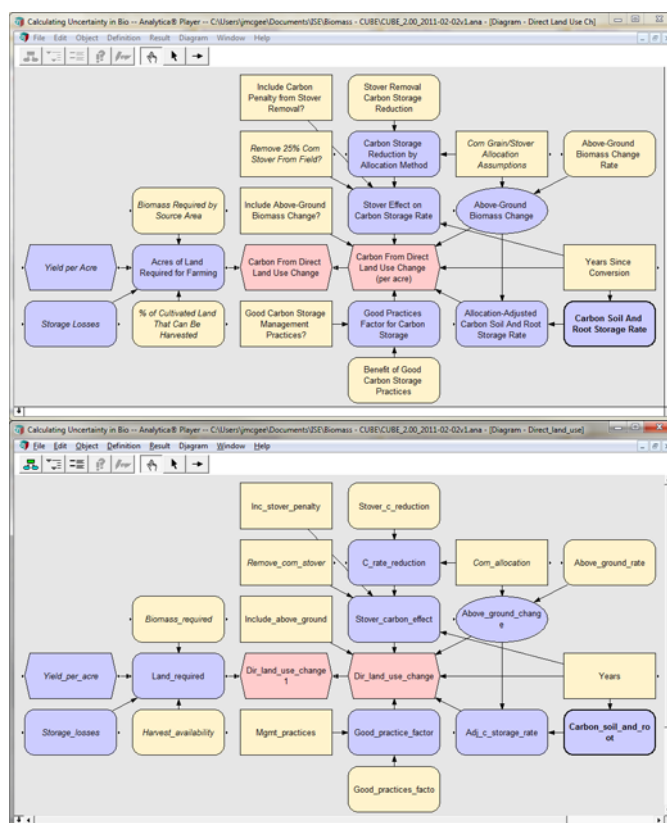 Calculating Uncertainty in Bio -- Analytica® Player -- C:\Users\jmcgee\Documents\ISE\Biomass - CUBE\CUBE_2.00_2011-02-02v1.ana - [Diagram - Direct Land Use Ch]
File Edit Object Definition Result Diagram Window Help
Include Carbon
Penalty from Stover
Removal?
Stover Removal
Carbon Storage
Reduction
Remove 25% Corn
Stover From Field?
Carbon Storage
Reduction by
Allocation Method
Corn Grain/Stover
Allocation
Assumptions
Above-Ground
Biomass Change
Rate
Biomass Required by
Source Area
Include Above-Ground
Biomass Change?
Stover Effect on
Carbon Storage Rate
Above-Ground
Biomass Change
Yield per Acre
Acres of Land
Required for Farming
Carbon From Direct
Land Use Change
Carbon From Direct
Land Use Change
(per acre)
Years Since
Conversion
Storage Losses
% of Cultivated Land
That Can Be
Harvested
Good Carbon Storage
Management
Practices?
Good Practices
Factor for Carbon
Storage
Allocation-Adjusted
Carbon Soil And Root
Storage Rate
Carbon Soil And
Root Storage Rate
Benefit of Good
Carbon Storage
Practices
Calculating Uncertainty in Bio -- Analytica® Player -- C:\Users\jmcgee\Documents\ISE\Biomass - CUBE\CUBE_2.00_2011-02-02v1.ana - [Diagram - Direct_land_use]
File Edit Object Definition Result Diagram Window Help
Inc_stover_penalty
Stover_c_reduction
Remove_corn_stover
C_rate_reduction
Corn_allocation
Above_ground_rate
Biomass_required
Include_above_ground
Stover_carbon_effect
Above_ground_chang
e
Yield_per_acre
Land_required
Dir_land_use_change
1
Dir_land_use_change
Years
Storage_losses
Harvest_availability
Mgmt_practices
Good_practice_factor
Adj_c_storage_rate
Carbon_soil_and_ro
ot
Good_practices_facto